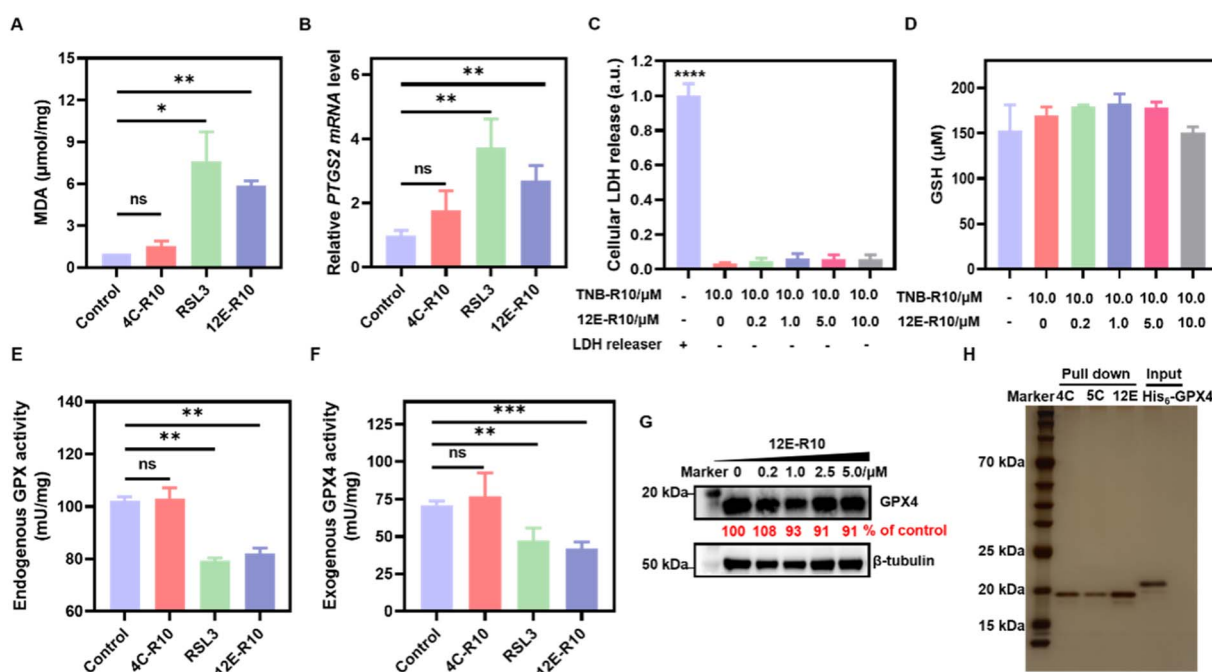 A
MDA (µmol/mg)
15
12
9
6
3
0
**
*
ns
Control
4C-R10
RSL3
12E-R10
B
Relative PTGS2 mRNA level
6
4
2
0
**
**
ns
Control
4C-R10
RSL3
12E-R10
C
Cellular LDH release (a.u.)
1.2
1.0
0.8
0.6
0.4
0.2
0.0
****
TNB-R10/µM - 10.0 10.0 10.0 10.0 10.0
12E-R10/µM - 0 0.2 1.0 5.0 10.0
LDH releaser + - - - - -
D
GSH (µM)
200
150
100
50
0
TNB-R10/µM - 10.0 10.0 10.0 10.0 10.0
12E-R10/µM - 0 0.2 1.0 5.0 10.0
E
Endogenous GPX activity
(mU/mg)
140
120
100
80
60
**
**
ns
Control
4C-R10
RSL3
12E-R10
F
Exogenous GPX4 activity
(mU/mg)
125
100
75
50
25
0
***
**
ns
Control
4C-R10
RSL3
12E-R10
G
12E-R10
Marker 0 0.2 1.0 2.5 5.0/µM
20 kDa
GPX4
100 108 93 91 91 % of control
50 kDa
β-tubulin
H
Pull down Input
Marker 4C 5C 12E His6-GPX4
70 kDa
25 kDa
20 kDa
15 kDa